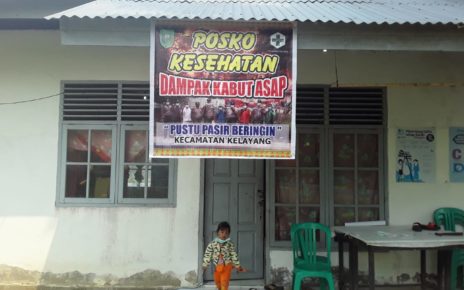 POSKO
KESEHATAN
DAMPAK KABUT ASAP
" PUSTU PASIR BERINGIN "
KECAMATAN KELAYANG